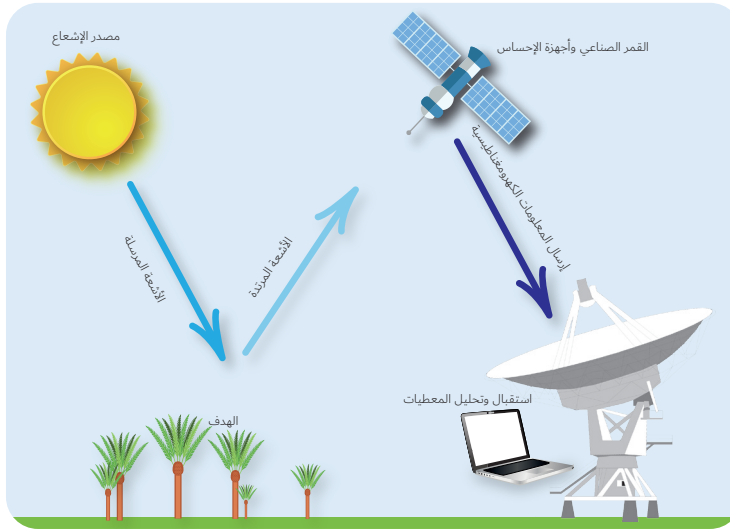 مصدر الإشعاع
القمر الصناعي وأجهزة الإحساس
الأشعة المرسلة
الأشعة المرتدة
إرسال المعلومات الكهرومغناطيسية
استقبال وتحليل المعطيات
الهدف